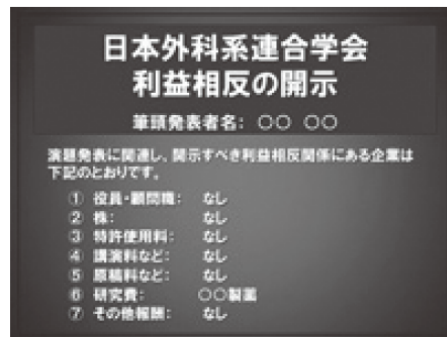 日本外科系連合学会
利益相反の開示
筆頭発表者名: ○○ ○○
演題発表に関連し、開示すべき利益相反関係にある企業は
下記のとおりです。
① 役員・顧問職: なし
② 株: なし
③ 特許使用料: なし
④ 講演料など: なし
⑤ 原稿料など: なし
⑥ 研究費: ○○製薬
⑦ その他報酬: なし